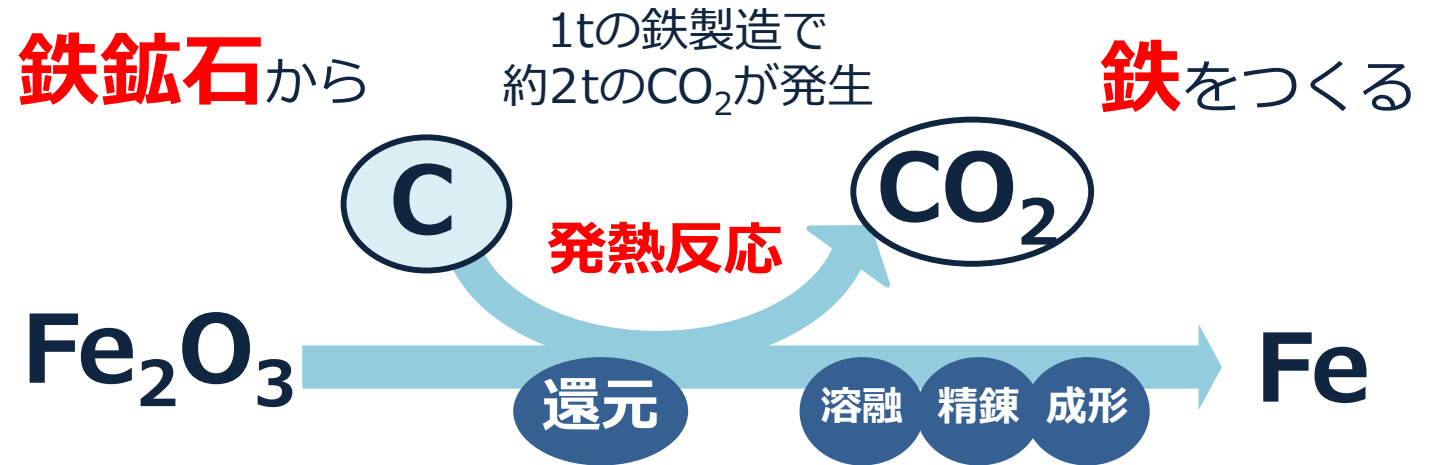 鉄鉱石から
1tの鉄製造で
約2tのCO₂が発生
鉄をつくる
C
CO₂
発熱反応
Fe₂O₃
Fe
還元
溶融
精錬
成形